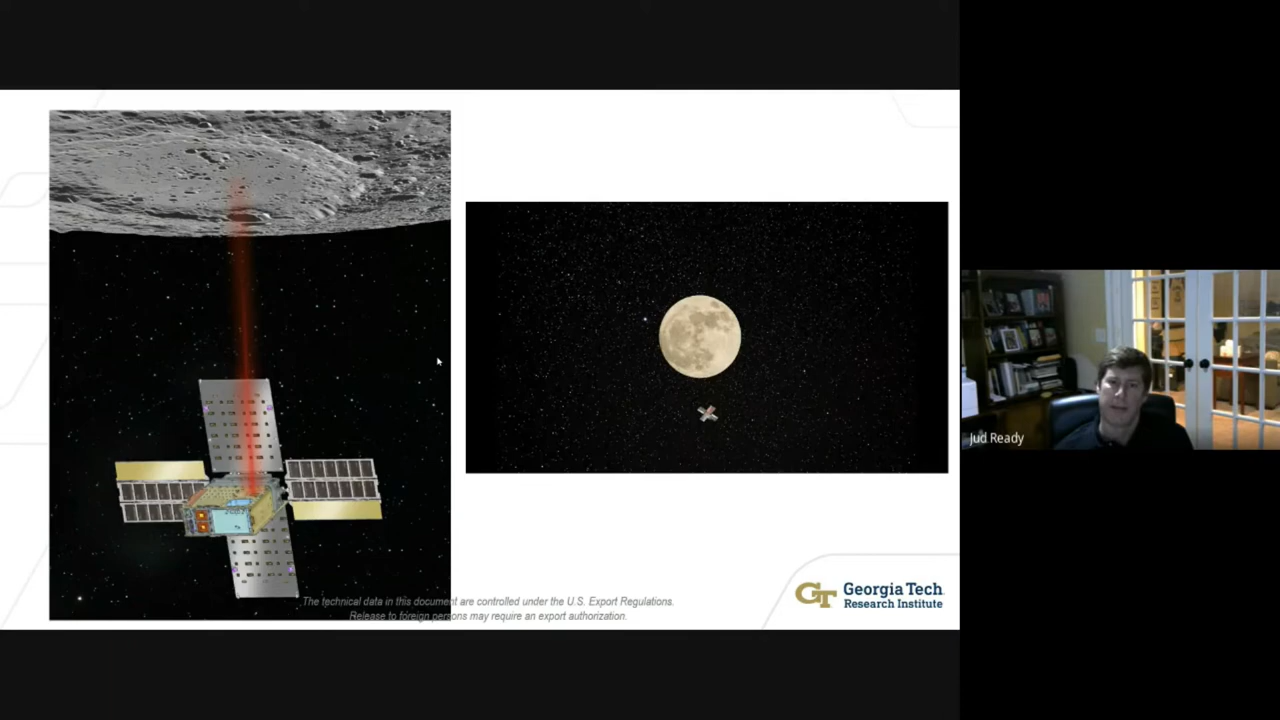 The technical data in this document are controlled under the U.S. Export Regulations.
Release to foreign persons may require an export authorization.
GT Georgia Tech
Research Institute
Jud Ready